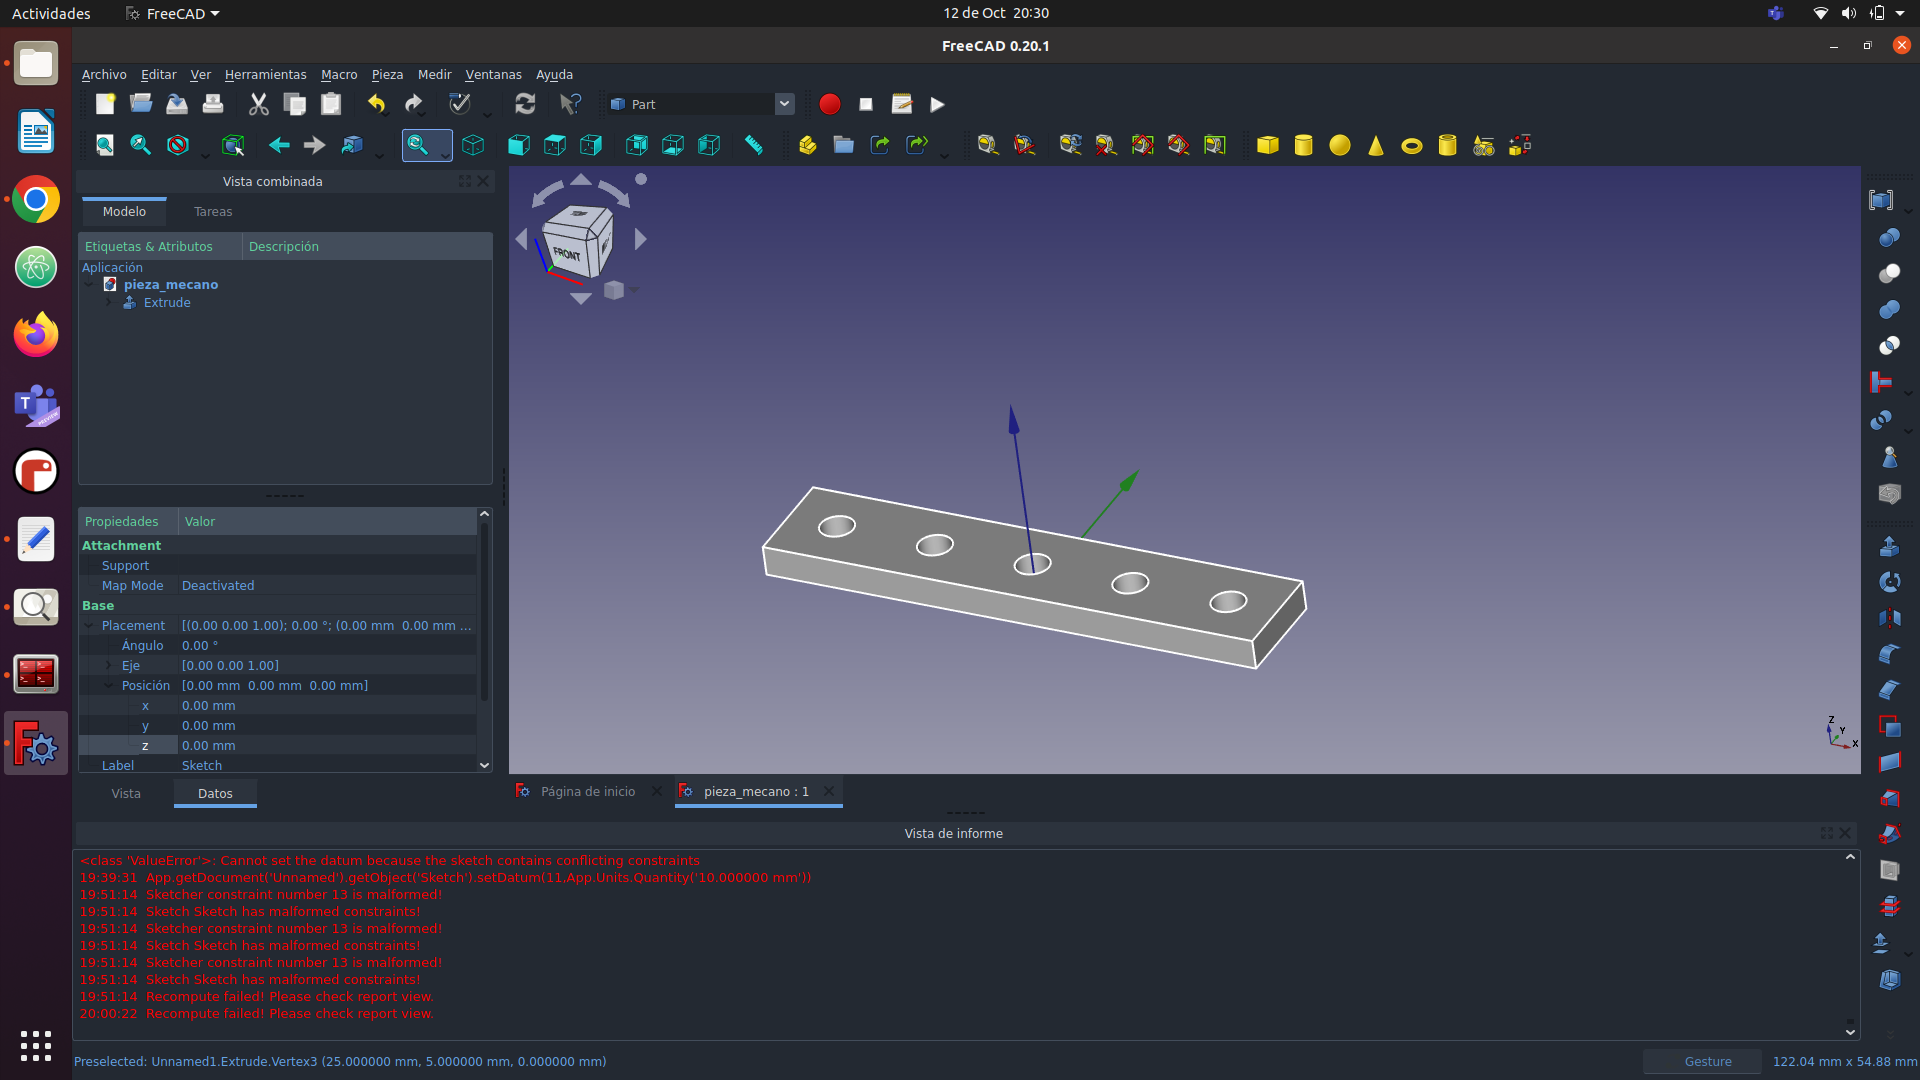 Actividades
FreeCAD
12 de Oct 20:30
FreeCAD 0.20.1
Archivo Editar Ver Herramientas Macro Pieza Medir Ventanas Ayuda
Part
Vista combinada
Modelo Tareas
Etiquetas & Atributos Descripción
Aplicación
pieza_mecano
Extrude
FRONT
Propiedades Valor
Attachment
Support
Map Mode Deactivated
Base
Placement [(0.00 0.00 1.00); 0.00 °; (0.00 mm 0.00 mm ...
Ángulo 0.00 °
Eje [0.00 0.00 1.00]
Posición [0.00 mm 0.00 mm 0.00 mm]
x 0.00 mm
y 0.00 mm
z 0.00 mm
Label Sketch
Vista Datos
Z
Y
X
Página de inicio
pieza_mecano : 1
Vista de informe
<class 'ValueError'>: Cannot set the datum because the sketch contains conflicting constraints
19:39:31 App.getDocument('Unnamed').getObject('Sketch').setDatum(11,App.Units.Quantity('10.000000 mm'))
19:51:14 Sketcher constraint number 13 is malformed!
19:51:14 Sketch Sketch has malformed constraints!
19:51:14 Sketcher constraint number 13 is malformed!
19:51:14 Sketch Sketch has malformed constraints!
19:51:14 Sketcher constraint number 13 is malformed!
19:51:14 Sketch Sketch has malformed constraints!
19:51:14 Recompute failed! Please check report view.
20:00:22 Recompute failed! Please check report view.
Preselected: Unnamed1.Extrude.Vertex3 (25.000000 mm, 5.000000 mm, 0.000000 mm)
Gesture
122.04 mm x 54.88 mm